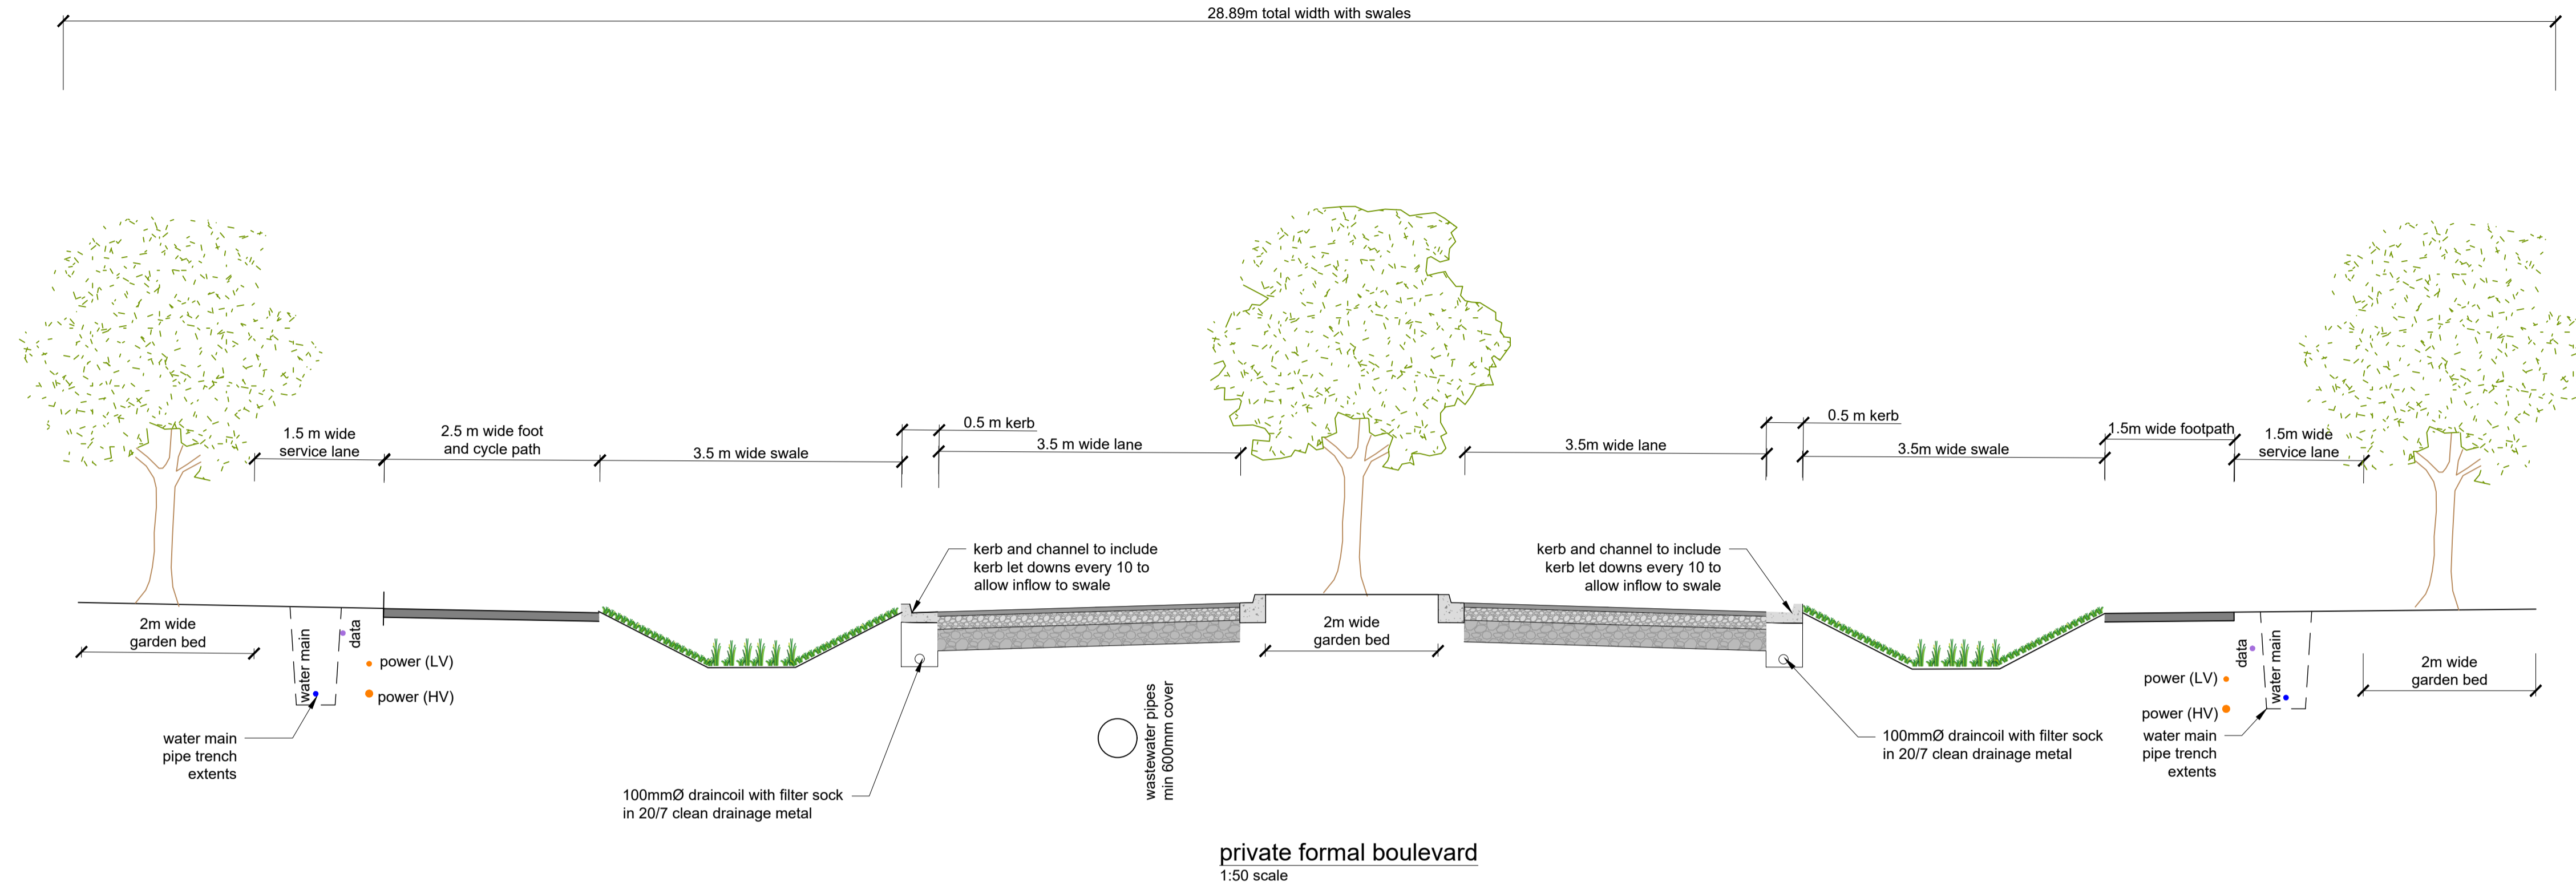 28.89m total width with swales
1.5 m wide
service lane
2.5 m wide foot
and cycle path
3.5 m wide swale
0.5 m kerb
3.5 m wide lane
3.5m wide lane
0.5 m kerb
3.5m wide swale
1.5m wide footpath
1.5m wide
service lane
kerb and channel to include
kerb let downs every 10 to
allow inflow to swale
kerb and channel to include
kerb let downs every 10 to
allow inflow to swale
2m wide
garden bed
water main
data
power (LV)
power (HV)
water main
pipe trench
extents
100mmØ draincoil with filter sock
in 20/7 clean drainage metal
wastewater pipes
min 600mm cover
2m wide
garden bed
100mmØ draincoil with filter sock
in 20/7 clean drainage metal
data
water main
power (LV)
power (HV)
water main
pipe trench
extents
2m wide
garden bed
private formal boulevard
1:50 scale